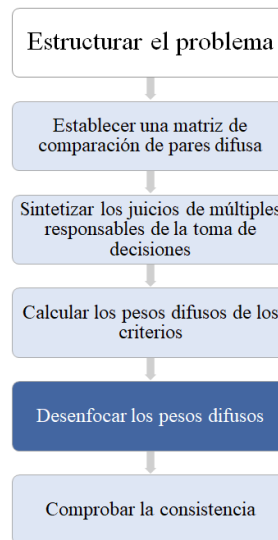 Estructurar el problema
Establecer una matriz de
comparación de pares difusa
Sintetizar los juicios de múltiples
responsables de la toma de
decisiones
Calcular los pesos difusos de los
criterios
Desenfocar los pesos difusos
Comprobar la consistencia